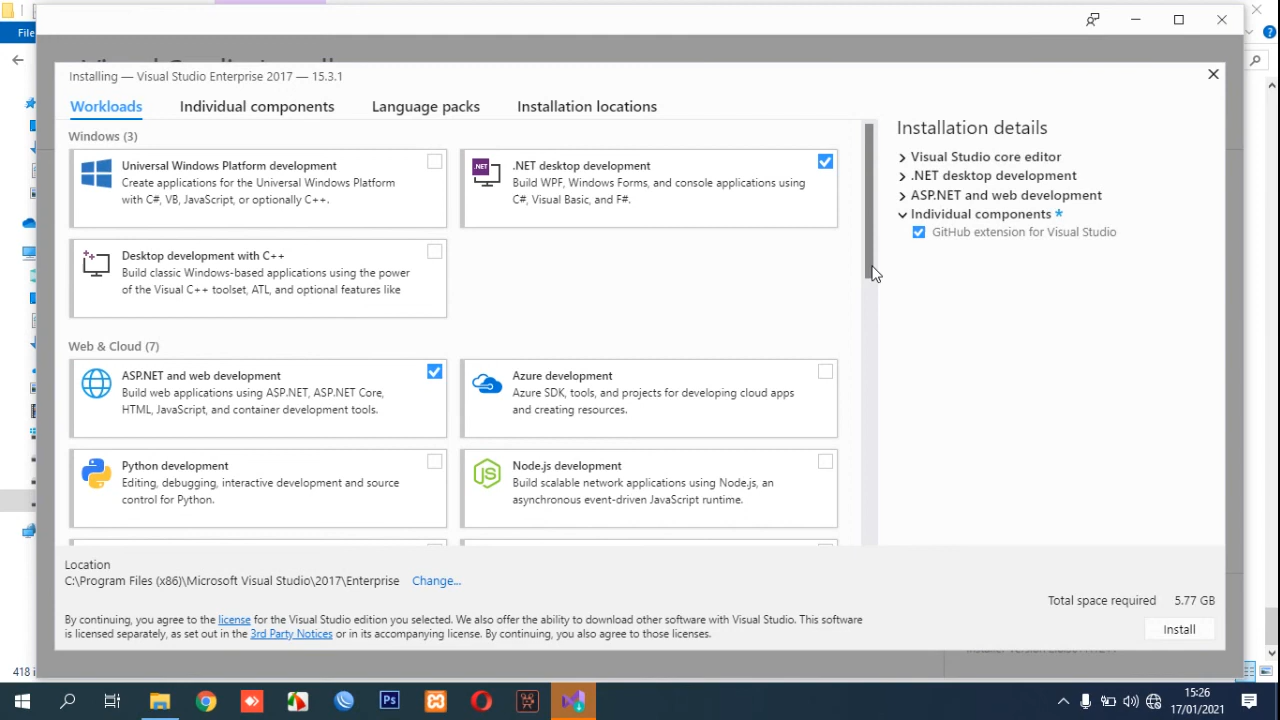 File
Installing — Visual Studio Enterprise 2017 — 15.3.1
Workloads
Individual components
Language packs
Installation locations
Windows (3)
Universal Windows Platform development
Create applications for the Universal Windows Platform
with C#, VB, JavaScript, or optionally C++.
.NET
.NET desktop development
Build WPF, Windows Forms, and console applications using
C#, Visual Basic, and F#.
Desktop development with C++
Build classic Windows-based applications using the power
of the Visual C++ toolset, ATL, and optional features like
Web & Cloud (7)
ASP.NET and web development
Build web applications using ASP.NET, ASP.NET Core,
HTML, JavaScript, and container development tools.
Azure development
Azure SDK, tools, and projects for developing cloud apps
and creating resources.
Python development
Editing, debugging, interactive development and source
control for Python.
Node.js development
Build scalable network applications using Node.js, an
asynchronous event-driven JavaScript runtime.
Installation details
Visual Studio core editor
.NET desktop development
ASP.NET and web development
Individual components *
GitHub extension for Visual Studio
Location
C:\Program Files (x86)\Microsoft Visual Studio\2017\Enterprise Change...
Total space required 5.77 GB
By continuing, you agree to the license for the Visual Studio edition you selected. We also offer the ability to download other software with Visual Studio. This software
is licensed separately, as set out in the 3rd Party Notices or in its accompanying license. By continuing, you also agree to those licenses.
Install
418 i
Ps
15:26
17/01/2021